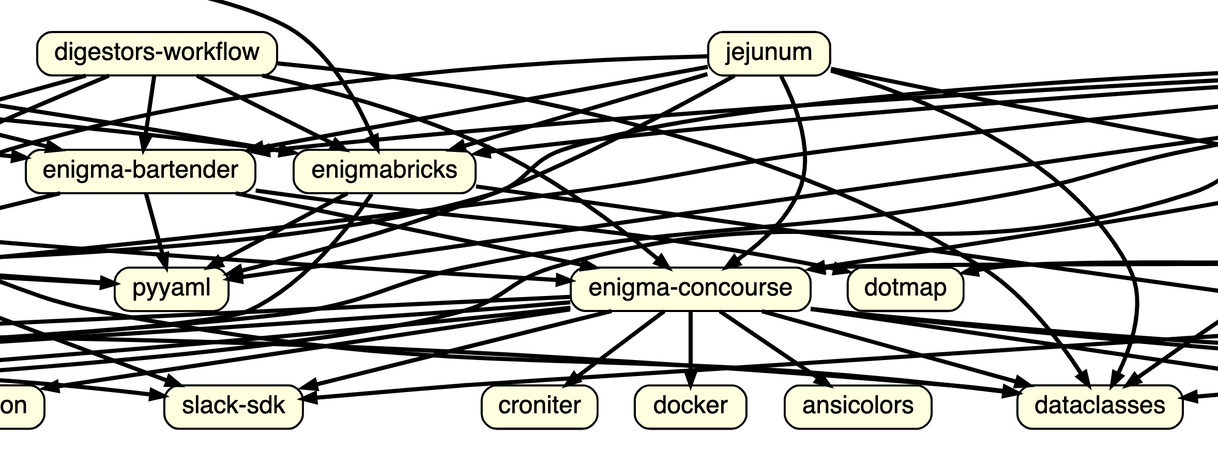 digestors-workflow
jejunum
enigma-bartender
enigmabricks
pyyaml
enigma-concourse
dotmap
on
slack-sdk
croniter
docker
ansicolors
dataclasses